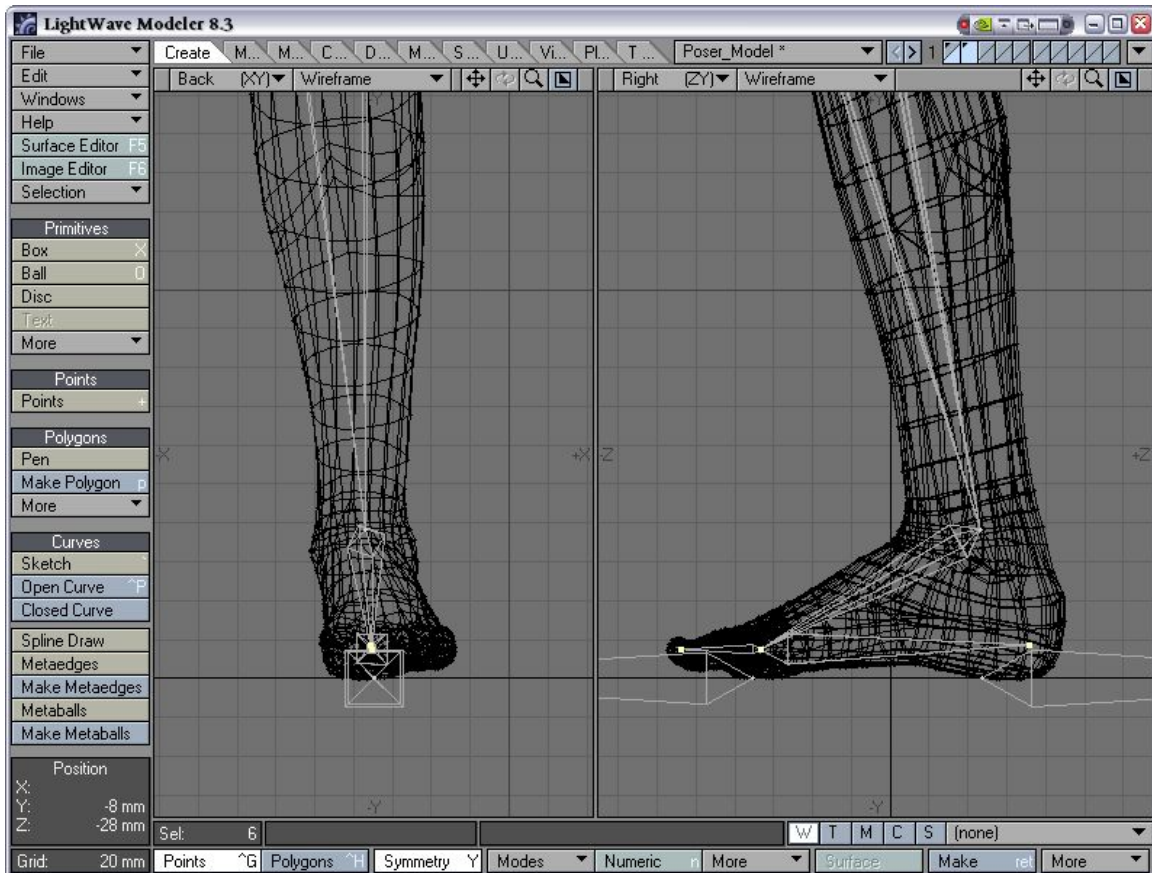 LightWave Modeler 8.3
File
Create M... M... C... D... M... S... U... Vi... Pl... T... Poser_Model * 1
Edit
Back (XY) Wireframe Right (ZY) Wireframe
Windows
Help
Surface Editor F5
Image Editor F6
Selection
Primitives
Box X
Ball O
Disc
Text
More
Points
Points +
Polygons
Pen
-X +X -Z +Z
Make Polygon p
More
Curves
Sketch `
Open Curve ^P
Closed Curve
Spline Draw
Metaedges
Make Metaedges
Metaballs
Make Metaballs
Position
X:
Y: -8 mm
-Y -Y
Z: -28 mm
Sel: 6 W T M C S (none)
Grid: 20 mm Points ^G Polygons ^H Symmetry Y Modes Numeric n More Surface Make ret More